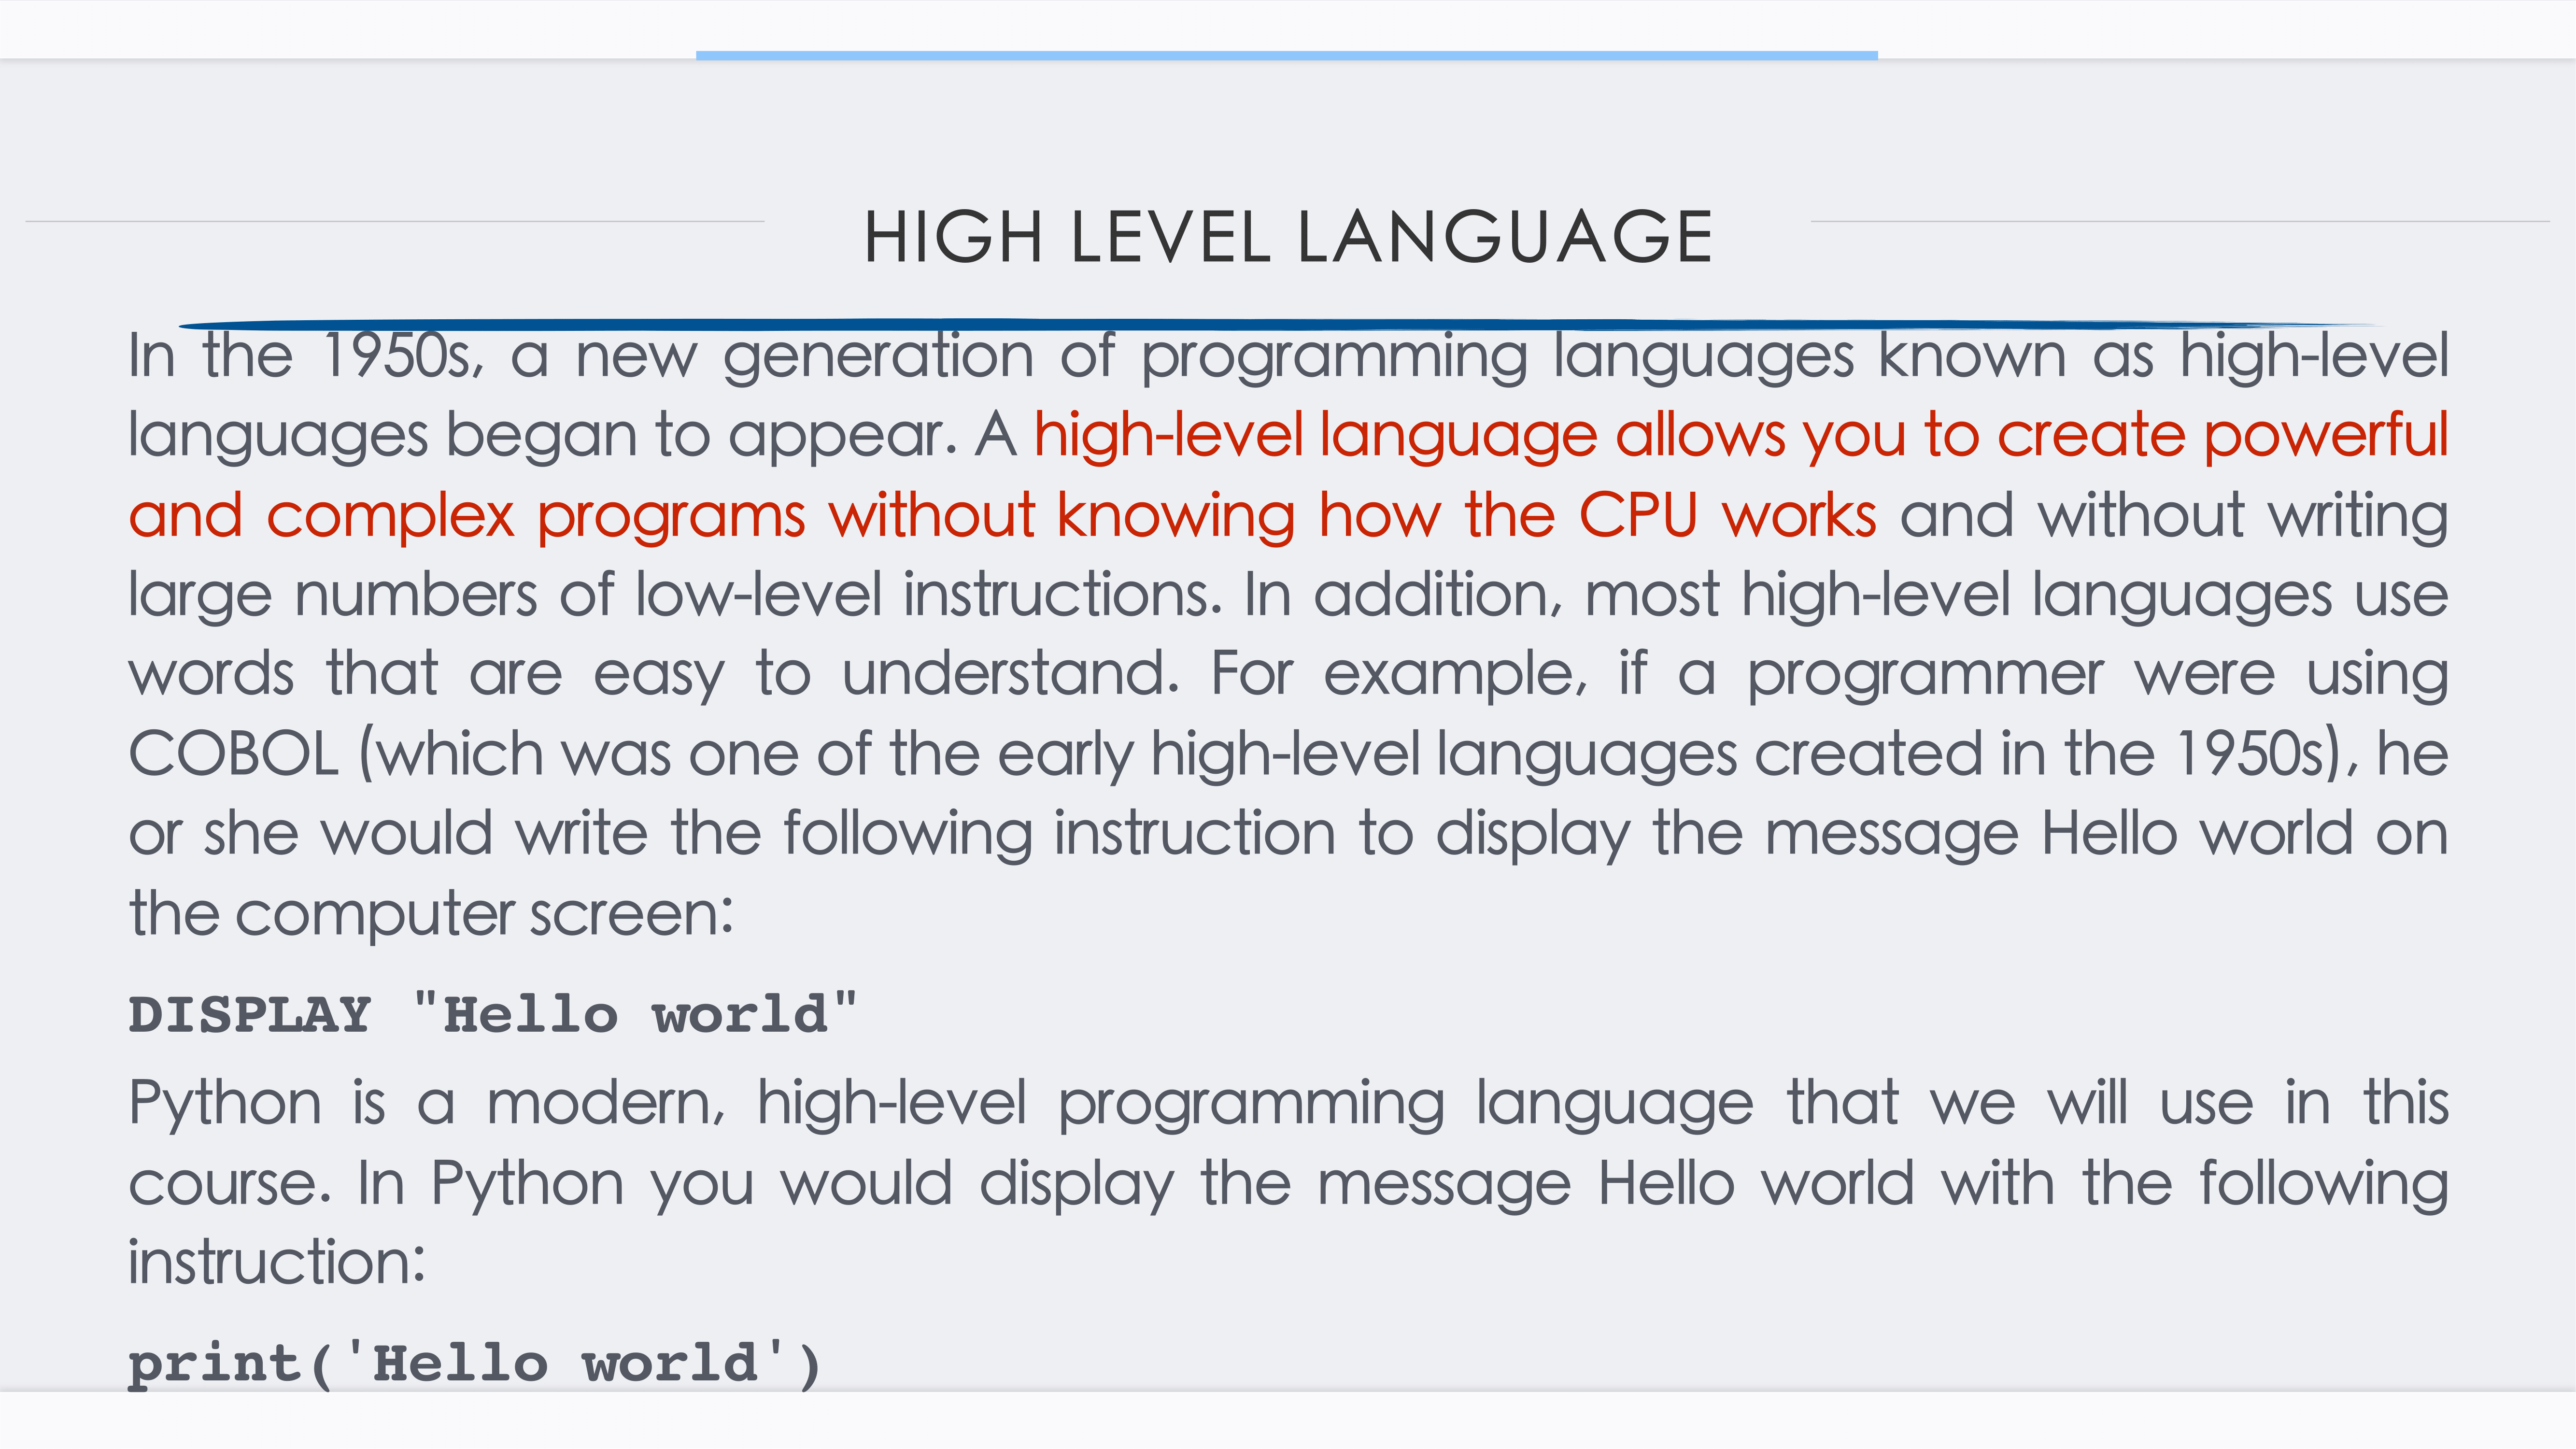 HIGH LEVEL LANGUAGE
In the 1950s, a new generation of programming languages known as high-level
languages began to appear. A high-level language allows you to create powerful
and complex programs without knowing how the CPU works and without writing
large numbers of low-level instructions. In addition, most high-level languages use
words that are easy to understand. For example, if a programmer were using
COBOL (which was one of the early high-level languages created in the 1950s), he
or she would write the following instruction to display the message Hello world on
the computer screen:
DISPLAY "Hello world"
Python is a modern, high-level programming language that we will use in this
course. In Python you would display the message Hello world with the following
instruction:
print('Hello world')